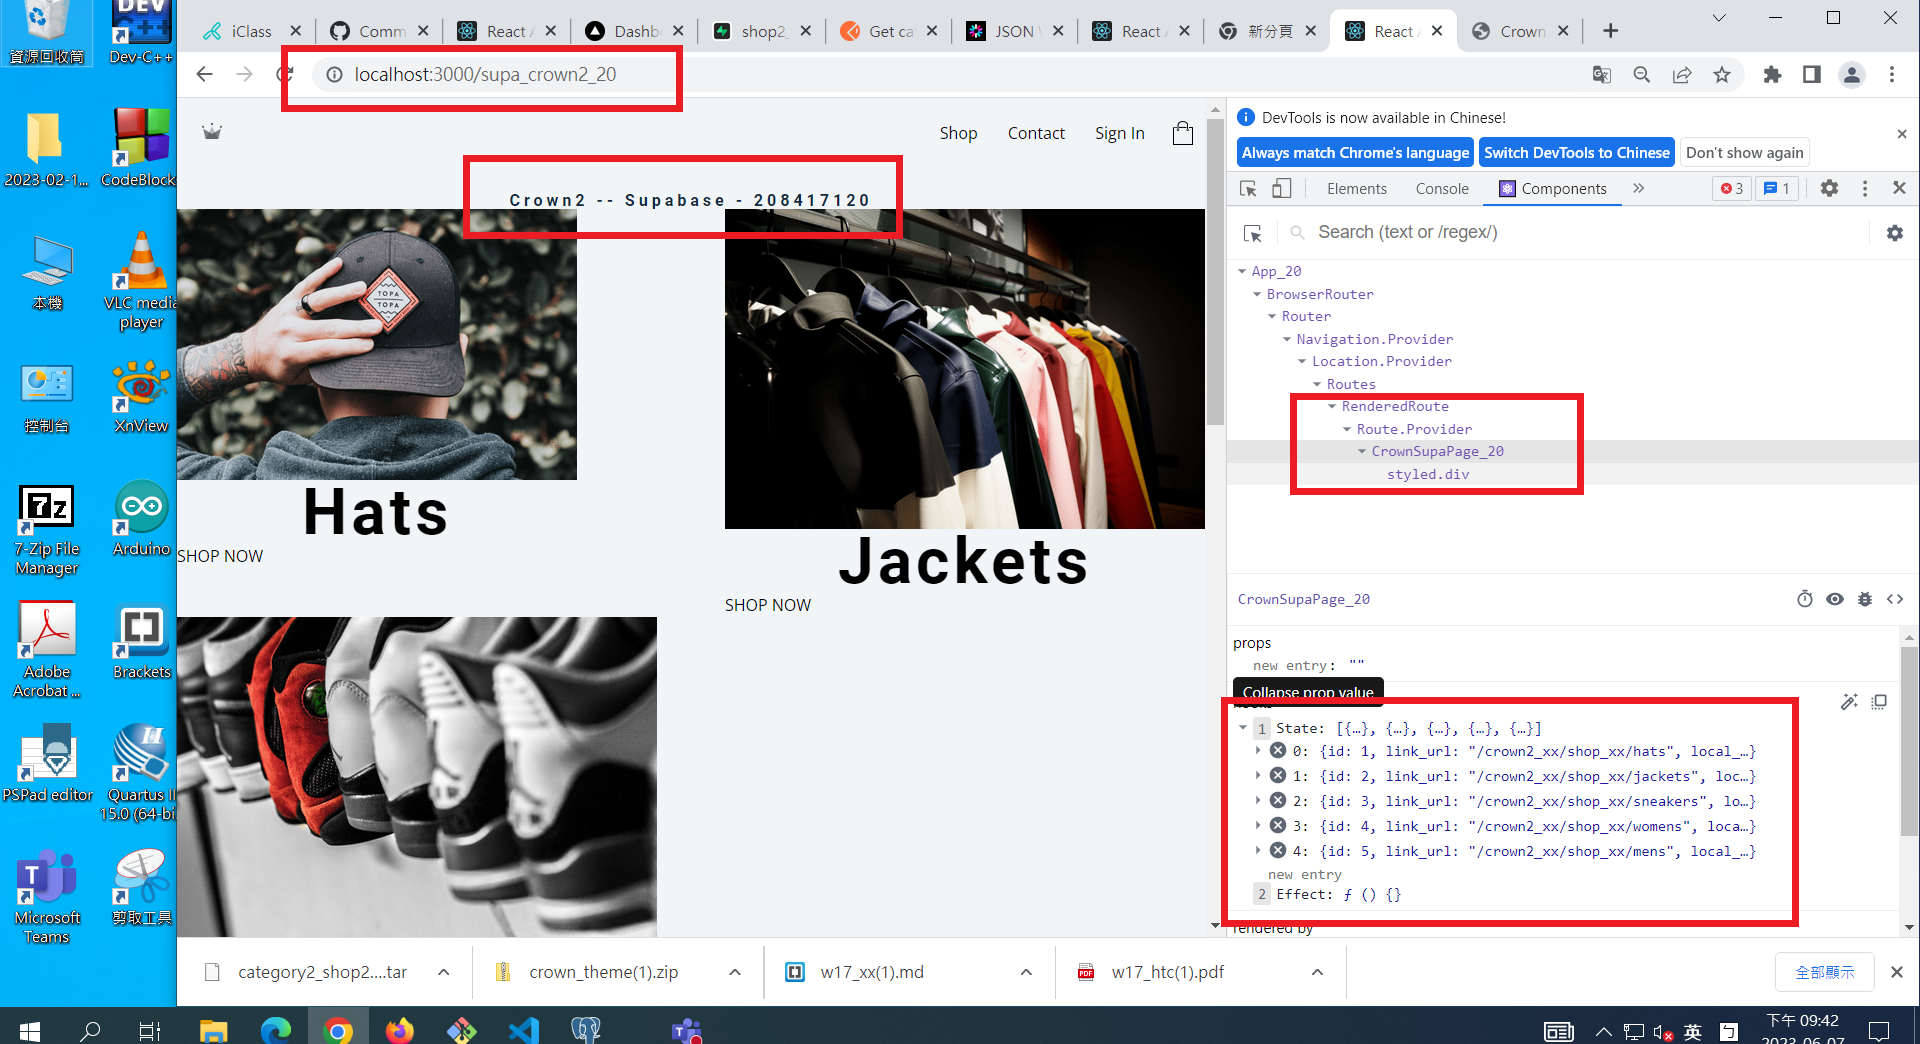 資源回收筒
Dev-C++
2023-02-1...
CodeBlock
本機
VLC media player
控制台
XnView
7-Zip File Manager
Arduino
Adobe Acrobat ...
Brackets
PSPad editor
Quartus II 15.0 (64-bi
Microsoft Teams
剪取工具
iClass
Comm
React A
Dashb
shop2_
Get ca
JSON
React A
新分頁
React A
Crown
localhost:3000/supa_crown2_20
Shop
Contact
Sign In
Crown2 -- Supabase - 208417120
TOPA
TOPA
Hats
SHOP NOW
Jackets
SHOP NOW
DevTools is now available in Chinese!
Always match Chrome's language
Switch DevTools to Chinese
Don't show again
Elements
Console
Components
3
1
Search (text or /regex/)
App_20
BrowserRouter
Router
Navigation.Provider
Location.Provider
Routes
RenderedRoute
Route.Provider
CrownSupaPage_20
styled.div
CrownSupaPage_20
props
new entry: ""
Collapse prop value
1 State: [{…}, {…}, {…}, {…}, {…}]
0: {id: 1, link_url: "/crown2_xx/shop_xx/hats", local_…}
1: {id: 2, link_url: "/crown2_xx/shop_xx/jackets", loc…}
2: {id: 3, link_url: "/crown2_xx/shop_xx/sneakers", lo…}
3: {id: 4, link_url: "/crown2_xx/shop_xx/womens", loca…}
4: {id: 5, link_url: "/crown2_xx/shop_xx/mens", local_…}
new entry
2 Effect: ƒ () {}
rendered by
category2_shop2....tar
crown_theme(1).zip
w17_xx(1).md
w17_htc(1).pdf
全部顯示
英
下午 09:42
2023-06-07